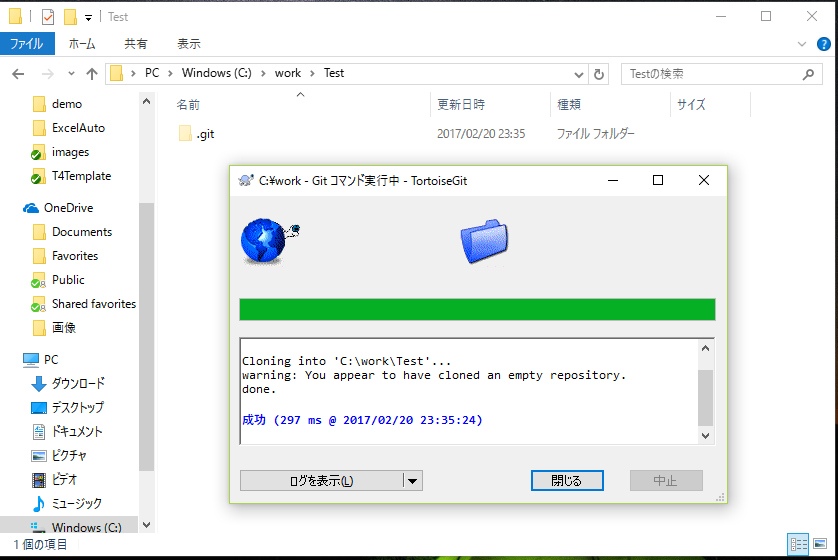 Test
ファイル ホーム 共有 表示
PC Windows (C:) work Test Testの検索
名前 更新日時 種類 サイズ
.git 2017/02/20 23:35 ファイル フォルダー
demo
ExcelAuto
images
T4Template
OneDrive
Documents
Favorites
Public
Shared favorites
画像
PC
ダウンロード
デスクトップ
ドキュメント
ピクチャ
ビデオ
ミュージック
Windows (C:)
1 個の項目
C:¥work - Git コマンド実行中 - TortoiseGit
Cloning into 'C:\work\Test'...
warning: You appear to have cloned an empty repository.
done.
成功 (297 ms @ 2017/02/20 23:35:24)
ログを表示(L) 閉じる 中止